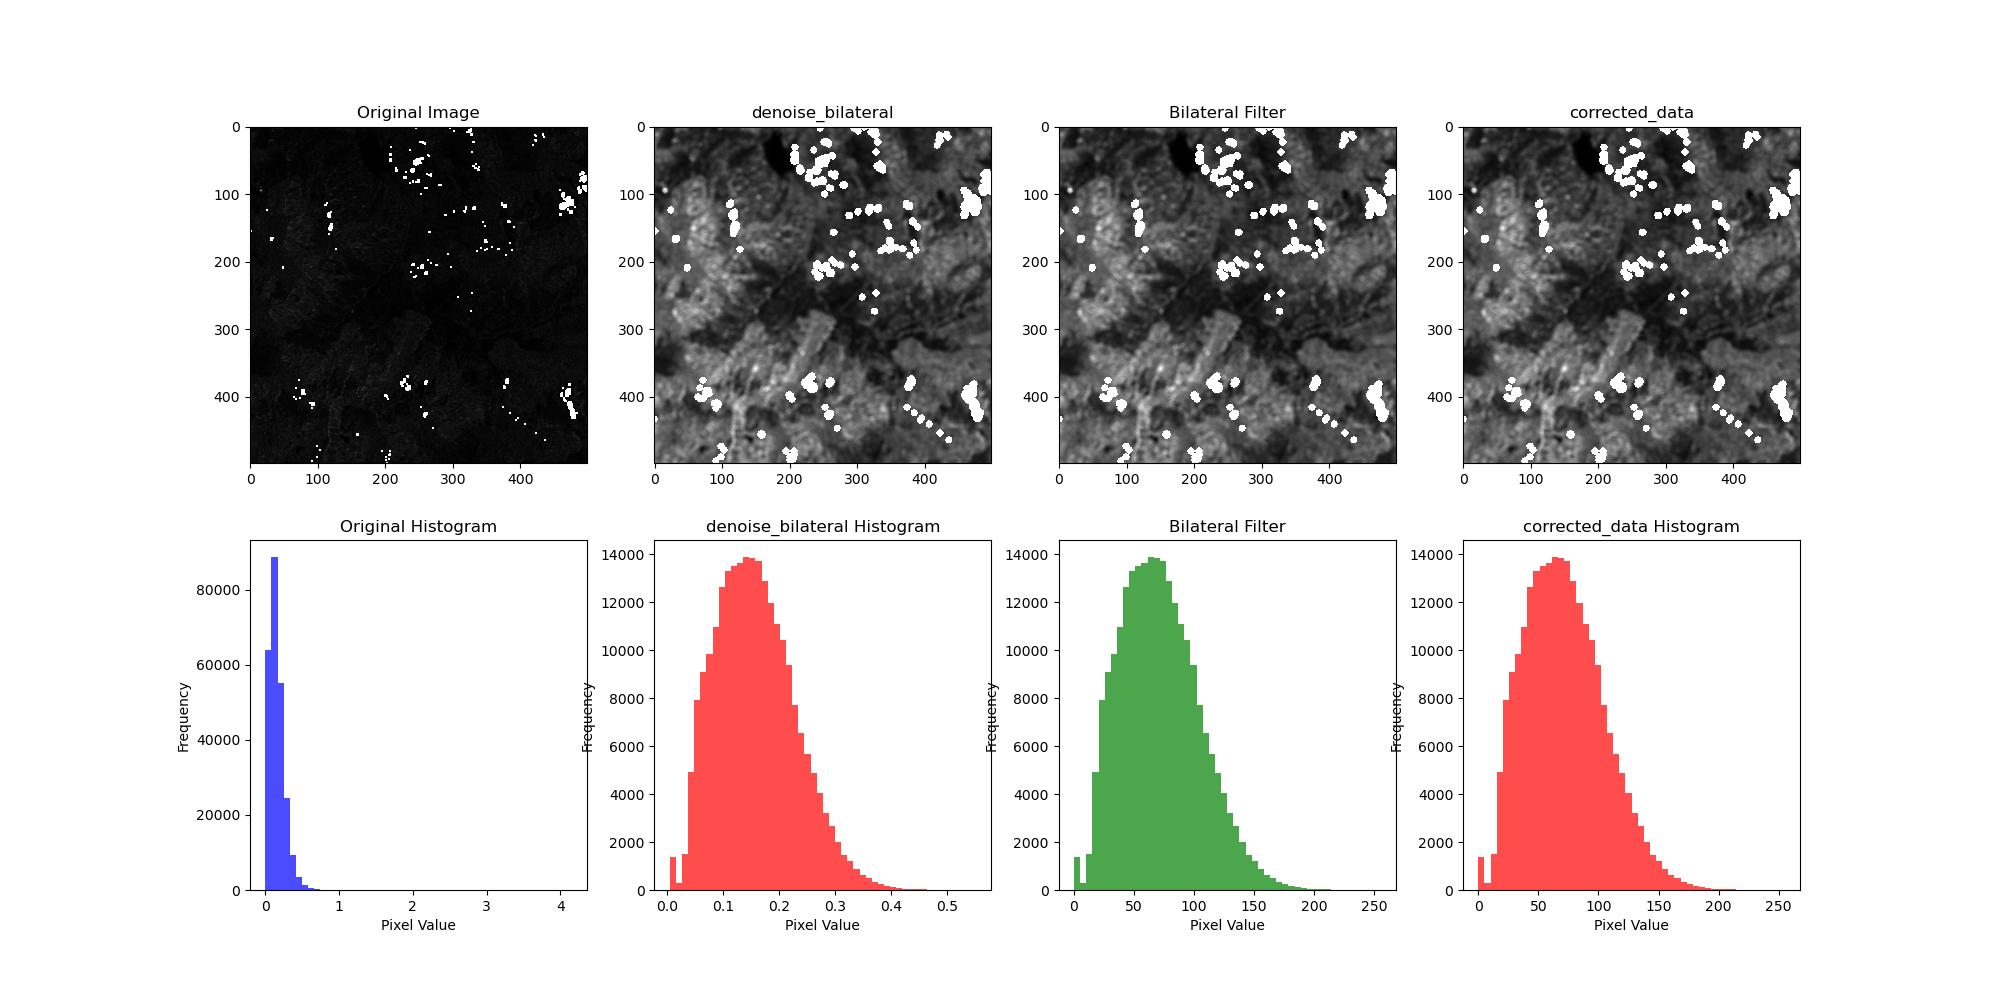 Original Image
denoise_bilateral
Bilateral Filter
corrected_data
0
100
200
300
400
0 100 200 300 400
0
100
200
300
400
0 100 200 300 400
0
100
200
300
400
0 100 200 300 400
0
100
200
300
400
0 100 200 300 400
Original Histogram
Frequency
80000
60000
40000
20000
0
0 1 2 3 4
Pixel Value
denoise_bilateral Histogram
Frequency
14000
12000
10000
8000
6000
4000
2000
0
0.0 0.1 0.2 0.3 0.4 0.5
Pixel Value
Bilateral Filter
Frequency
14000
12000
10000
8000
6000
4000
2000
0
0 50 100 150 200 250
Pixel Value
corrected_data Histogram
Frequency
14000
12000
10000
8000
6000
4000
2000
0
0 50 100 150 200 250
Pixel Value